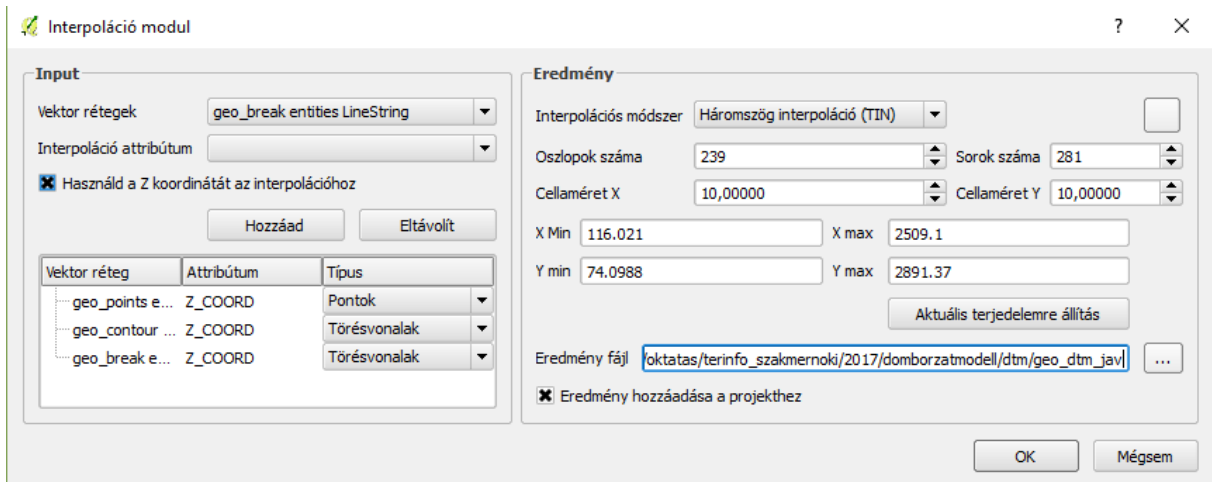 Interpoláció modul
?
Input
Vektor rétegek
geo_break entities LineString
Interpoláció attribútum
Használd a Z koordinátát az interpolációhoz
Hozzáad
Eltávolít
Vektor réteg Attribútum Típus
geo_points e... Z_COORD Pontok
geo_contour ... Z_COORD Törésvonalak
geo_break e... Z_COORD Törésvonalak
Eredmény
Interpolációs módszer Háromszög interpoláció (TIN)
Oszlopok száma 239 Sorok száma 281
Cellaméret X 10,00000 Cellaméret Y 10,00000
X Min 116.021 X max 2509.1
Y min 74.0988 Y max 2891.37
Aktuális terjedelemre állítás
Eredmény fájl /oktatas/terinfo_szakmernoki/2017/domborzatmodell/dtm/geo_dtm_jav ...
Eredmény hozzáadása a projekthez
OK
Mégsem